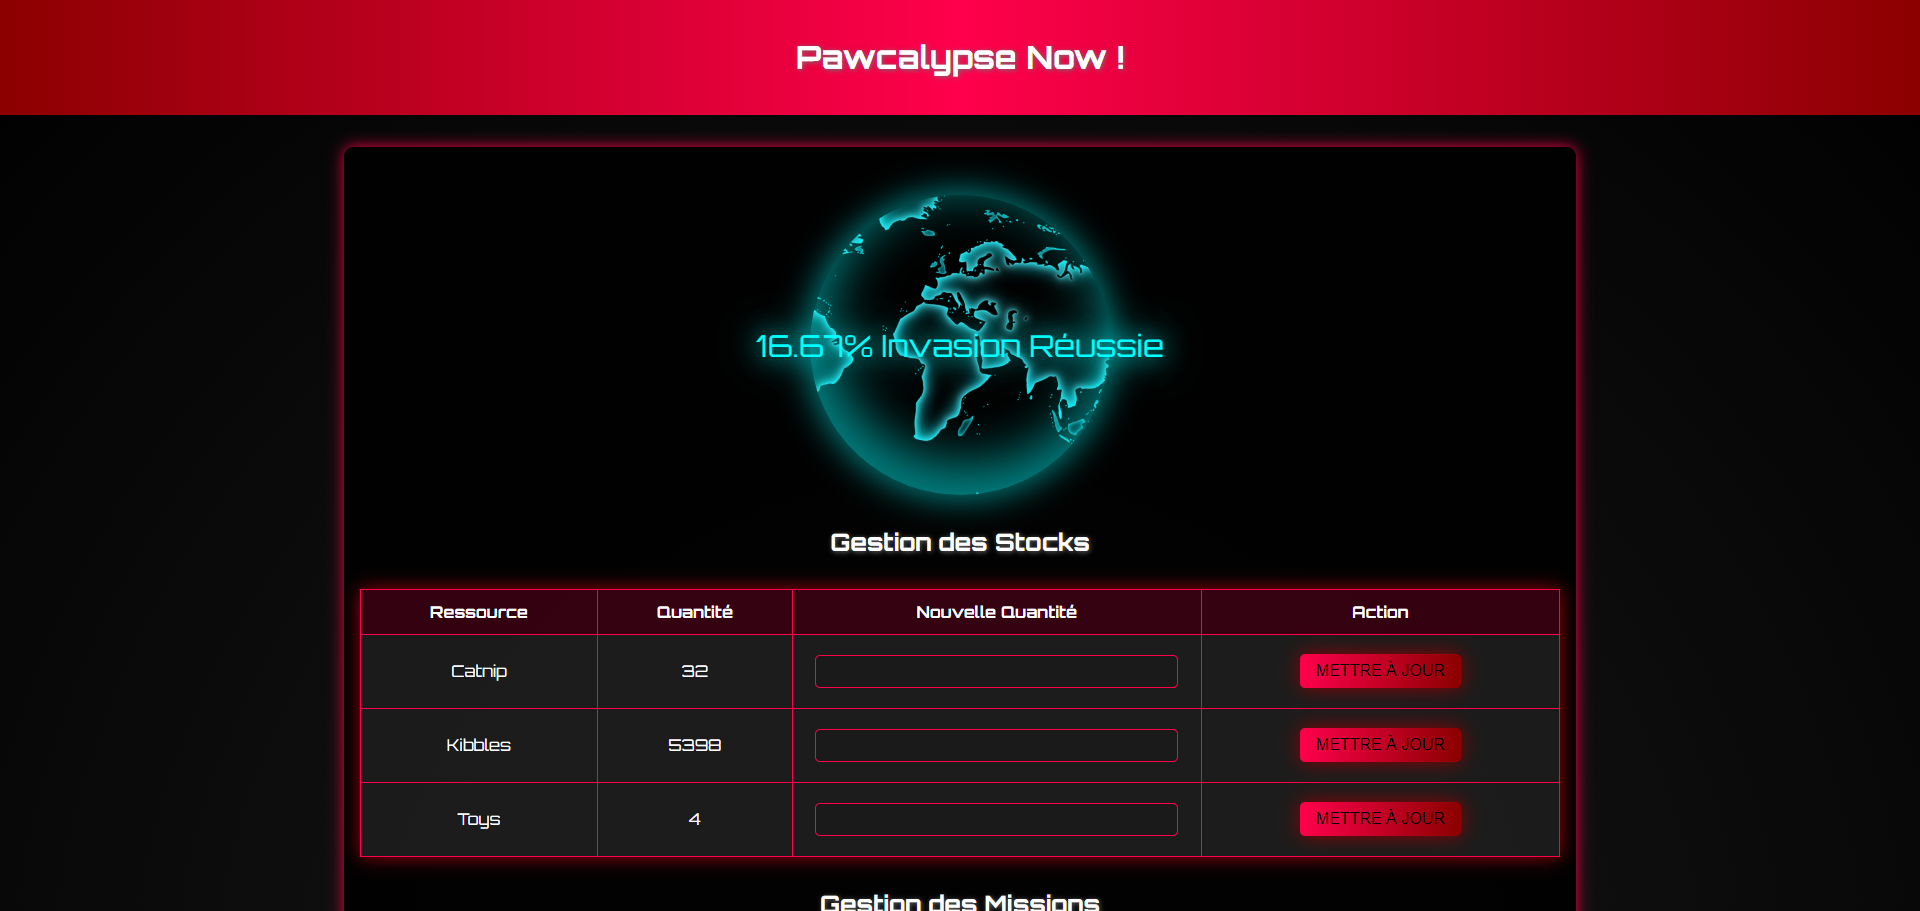 Pawcalypse Now !
16.67% Invasion Réussie
Gestion des Stocks
Ressource Quantité Nouvelle Quantité Action
Catnip 32 METTRE À JOUR
Kibbles 5398 METTRE À JOUR
Toys 4 METTRE À JOUR
Gestion des Missions